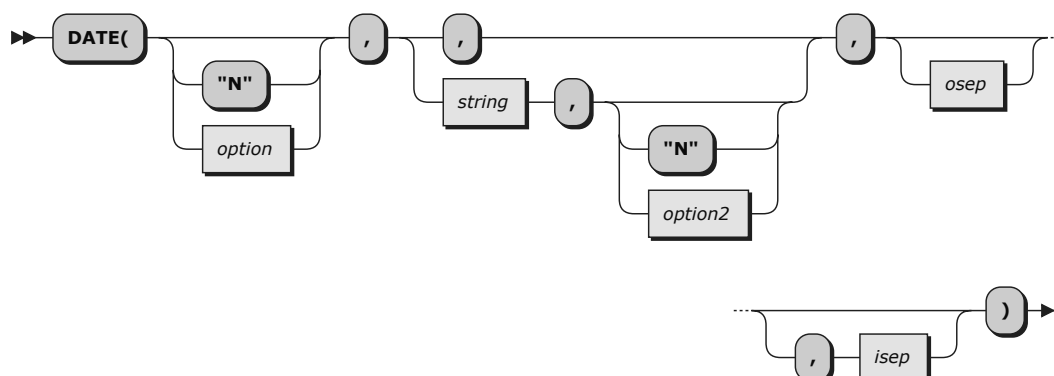 DATE( , , ,
"N" string , osep
option "N"
option2
)
, isep